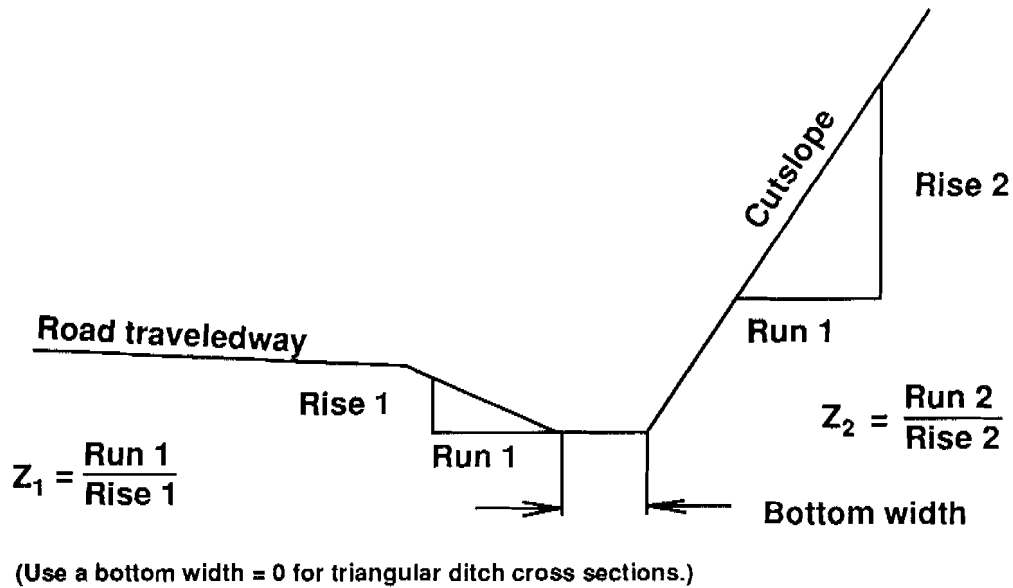 Cutslope
Rise 2
Road traveledway
Run 1
Rise 1
Z₂ = Run 2 / Rise 2
Run 1
Z₁ = Run 1 / Rise 1
Bottom width
(Use a bottom width = 0 for triangular ditch cross sections.)